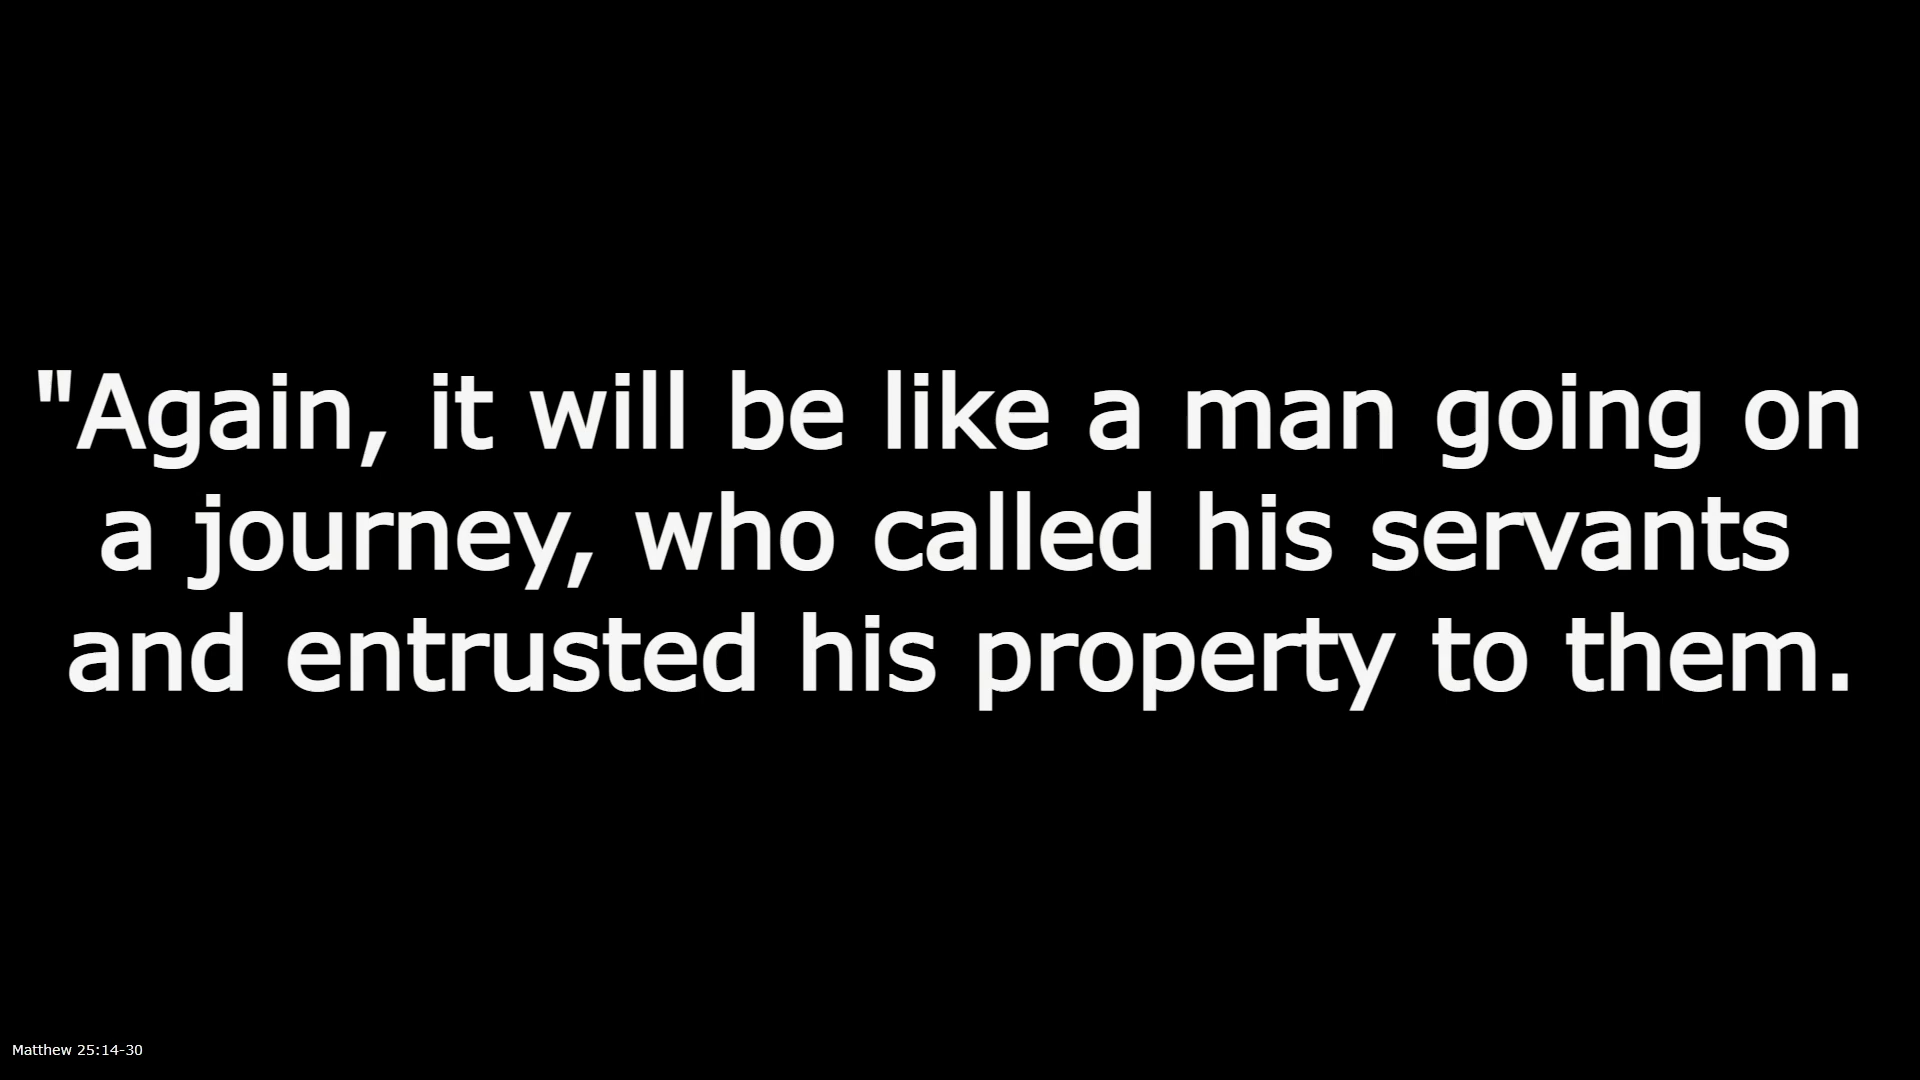 "Again, it will be like a man going on
a journey, who called his servants
and entrusted his property to them.
Matthew 25:14-30